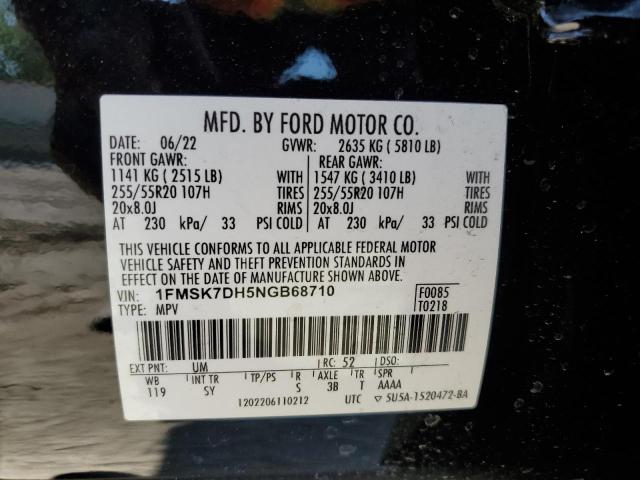 MFD. BY FORD MOTOR CO.
DATE: 06/22 GVWR: 2635 KG ( 5810 LB)
FRONT GAWR: REAR GAWR:
1141 KG ( 2515 LB) WITH 1547 KG ( 3410 LB) WITH
255/55R20 107H TIRES 255/55R20 107H TIRES
20x8.0J RIMS 20x8.0J RIMS
AT 230 kPa/ 33 PSI COLD AT 230 kPa/ 33 PSI COLD
THIS VEHICLE CONFORMS TO ALL APPLICABLE FEDERAL MOTOR
VEHICLE SAFETY AND THEFT PREVENTION STANDARDS IN
EFFECT ON THE DATE OF MANUFACTURE SHOWN ABOVE.
VIN: 1FMSK7DH5NGB68710 F0085
TYPE: MPV T0218
EXT PNT: UM RC: 52 DSO:
WB INT TR TP/PS R AXLE TR SPR
119 SY S 3B T AAAA
1202206110212 UTC ▽ 5U5A-1520472-BA